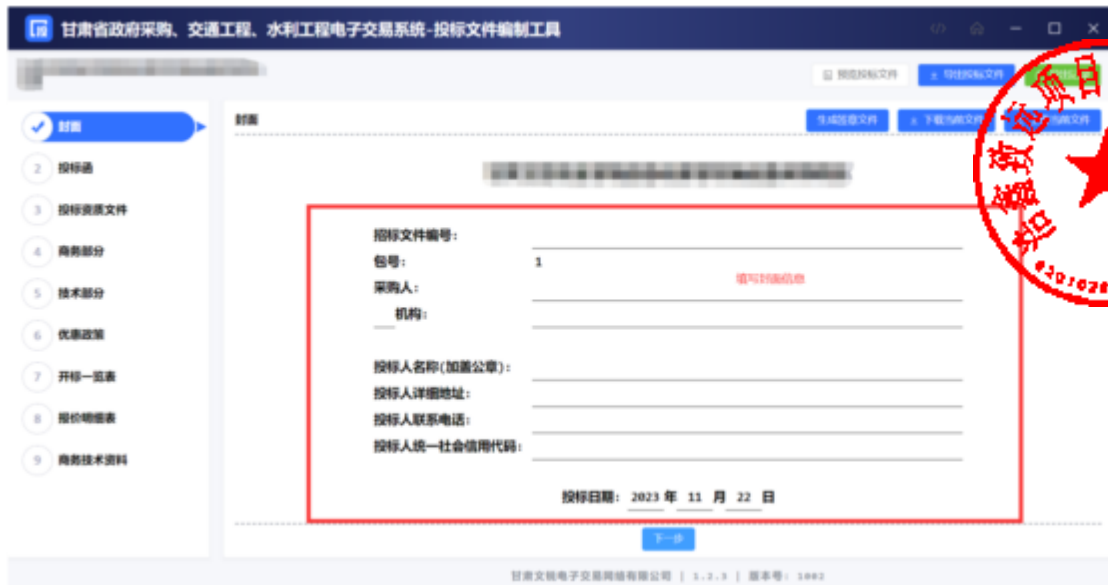 甘肃省政府采购、交通工程、水利工程电子交易系统-投标文件编制工具
预览投标文件
导出投标文件
封面
生成签章文件
下载当前文件
2 投标函
3 投标资质文件
4 商务部分
5 技术部分
6 优惠政策
7 开标一览表
8 报价明细表
9 商务技术资料
封面
招标文件编号：
包号： 1
填写封面信息
采购人：
机构：
投标人名称(加盖公章)：
投标人详细地址：
投标人联系电话：
投标人统一社会信用代码：
投标日期： 2023 年 11 月 22 日
下一步
甘肃文锐电子交易网络有限公司 | 1.2.3 | 版本号: 1002